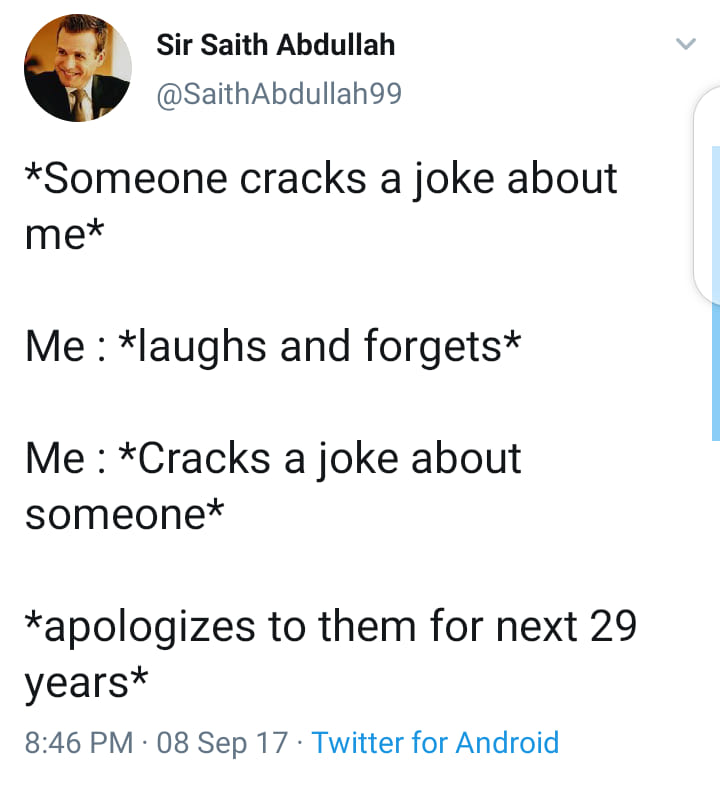 Sir Saith Abdullah
@SaithAbdullah99
*Someone cracks a joke about
me*
Me : *laughs and forgets*
Me : *Cracks a joke about
someone*
*apologizes to them for next 29
years*
8:46 PM · 08 Sep 17 · Twitter for Android